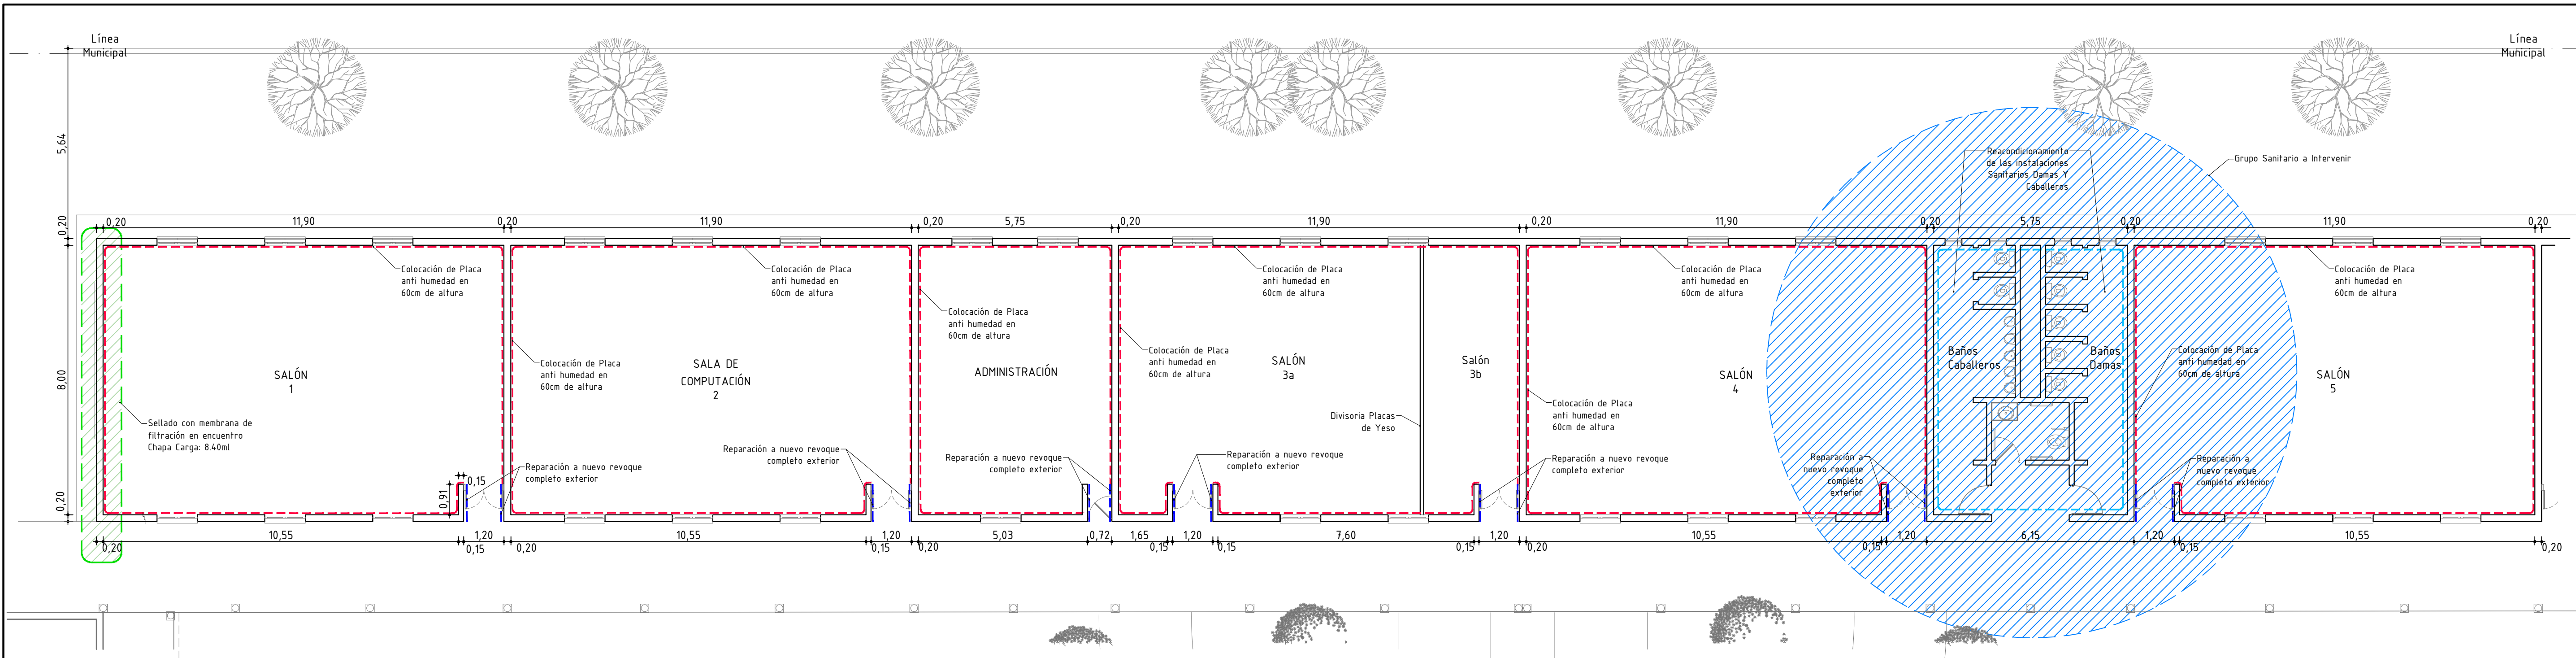 Línea
Municipal
Línea
Municipal
5,64
Reacondicionamiento
de las instalaciones
Sanitarios Damas Y
Caballeros
Grupo Sanitario a Intervenir
0,20
0,20
11,90
0,20
11,90
0,20
5,75
0,20
11,90
0,20
11,90
0,20
5,75
0,20
11,90
0,20
Colocación de Placa
anti humedad en
60cm de altura
Colocación de Placa
anti humedad en
60cm de altura
Colocación de Placa
anti humedad en
60cm de altura
Colocación de Placa
anti humedad en
60cm de altura
Colocación de Placa
anti humedad en
60cm de altura
Colocación de Placa
anti humedad en
60cm de altura
Colocación de Placa
anti humedad en
60cm de altura
Colocación de Placa
anti humedad en
60cm de altura
Colocación de Placa
anti humedad en
60cm de altura
Colocación de Placa
anti humedad en
60cm de altura
8,00
SALÓN
1
SALA DE
COMPUTACIÓN
2
ADMINISTRACIÓN
SALÓN
3a
Salón
3b
SALÓN
4
Baños
Caballeros
Baños
Damas
SALÓN
5
Colocación de Placa
anti humedad en
60cm de altura
Divisoria Placas
de Yeso
Sellado con membrana de
filtración en encuentro
Chapa Carga: 8.40ml
Reparación a nuevo revoque
completo exterior
Reparación a nuevo revoque
completo exterior
Reparación a nuevo revoque
completo exterior
Reparación a nuevo revoque
completo exterior
Reparación a nuevo revoque
completo exterior
Reparación a
nuevo revoque
completo
exterior
Reparación a
nuevo revoque
completo exterior
0,15
0,91
0,20
0,20
10,55
0,15
1,20
0,20
10,55
0,15
1,20
0,20
5,03
0,72
1,65
0,15
1,20
0,15
7,60
0,15
1,20
0,20
10,55
0,15
1,20
6,15
1,20
0,15
10,55
0,20